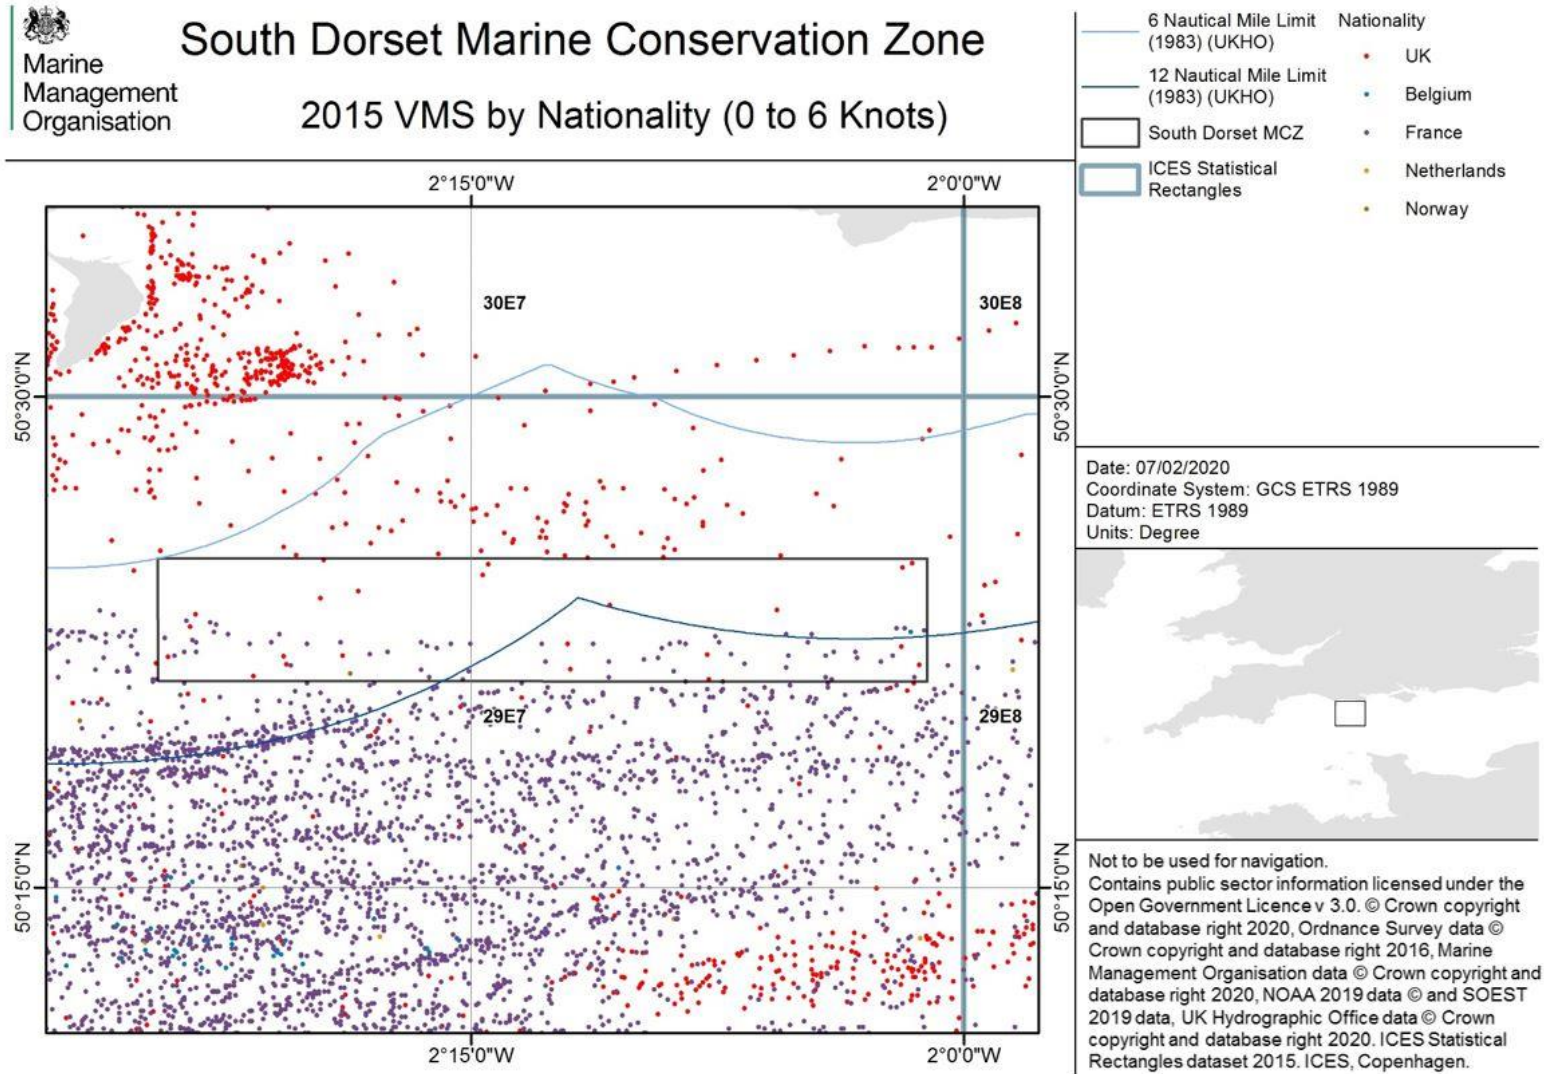 Marine
Management
Organisation
South Dorset Marine Conservation Zone
2015 VMS by Nationality (0 to 6 Knots)
6 Nautical Mile Limit
(1983) (UKHO)
12 Nautical Mile Limit
(1983) (UKHO)
South Dorset MCZ
ICES Statistical
Rectangles
Nationality
UK
Belgium
France
Netherlands
Norway
2°15'0"W
2°0'0"W
30E7
30E8
50°30'0"N
50°30'0"N
29E7
29E8
50°15'0"N
50°15'0"N
2°15'0"W
2°0'0"W
Date: 07/02/2020
Coordinate System: GCS ETRS 1989
Datum: ETRS 1989
Units: Degree
Not to be used for navigation.
Contains public sector information licensed under the
Open Government Licence v 3.0. © Crown copyright
and database right 2020, Ordnance Survey data ©
Crown copyright and database right 2016, Marine
Management Organisation data © Crown copyright and
database right 2020, NOAA 2019 data © and SOEST
2019 data, UK Hydrographic Office data © Crown
copyright and database right 2020. ICES Statistical
Rectangles dataset 2015. ICES, Copenhagen.